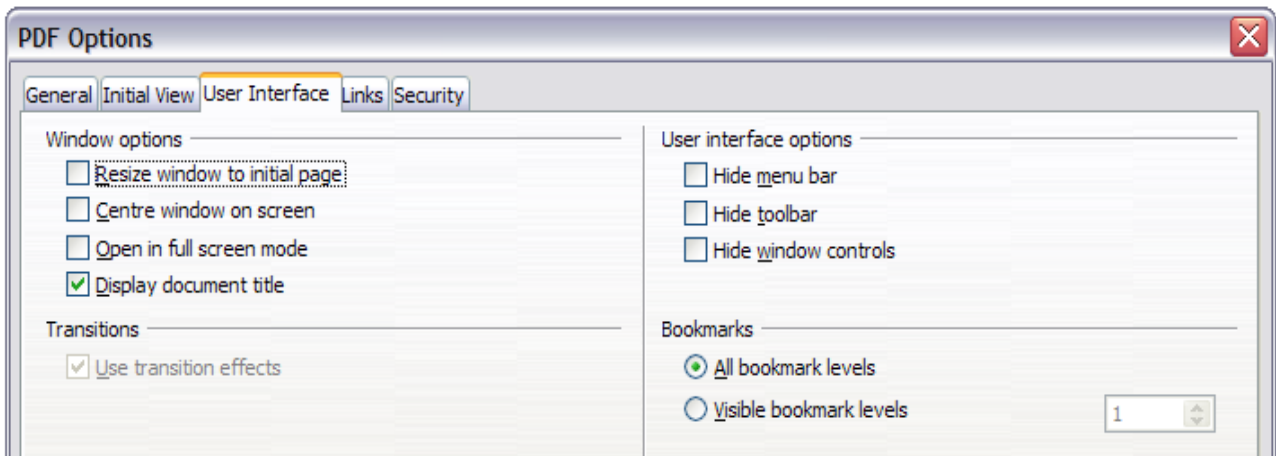 PDF Options
General Initial View User Interface Links Security
Window options
Resize window to initial page
Centre window on screen
Open in full screen mode
Display document title
Transitions
Use transition effects
User interface options
Hide menu bar
Hide toolbar
Hide window controls
Bookmarks
All bookmark levels
Visible bookmark levels 1